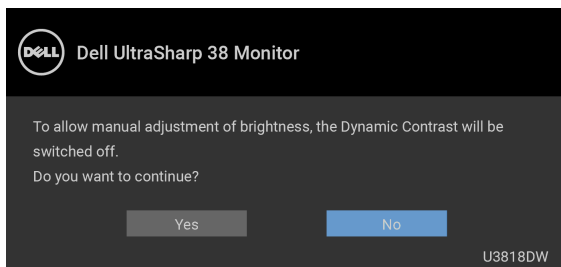 DELL
Dell UltraSharp 38 Monitor
To allow manual adjustment of brightness, the Dynamic Contrast will be
switched off.
Do you want to continue?
Yes
No
U3818DW